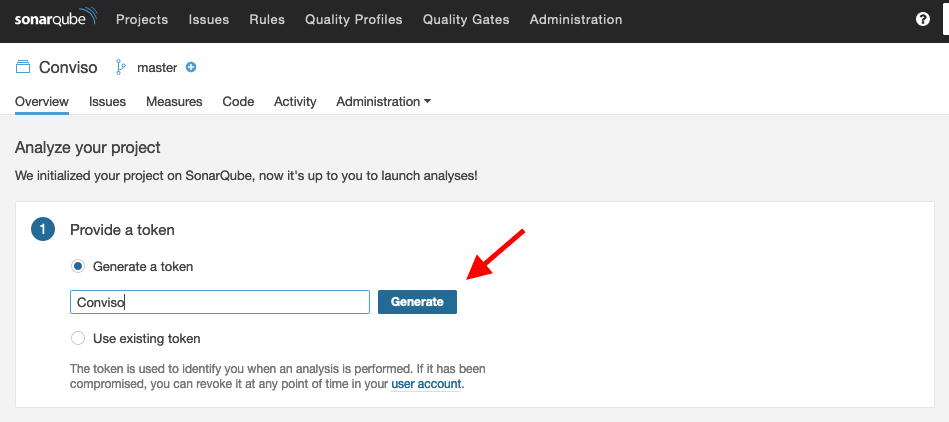 sonarqube Projects Issues Rules Quality Profiles Quality Gates Administration ?
Conviso master
Overview Issues Measures Code Activity Administration
Analyze your project
We initialized your project on SonarQube, now it's up to you to launch analyses!
1 Provide a token
Generate a token
Conviso Generate
Use existing token
The token is used to identify you when an analysis is performed. If it has been
compromised, you can revoke it at any point of time in your user account.